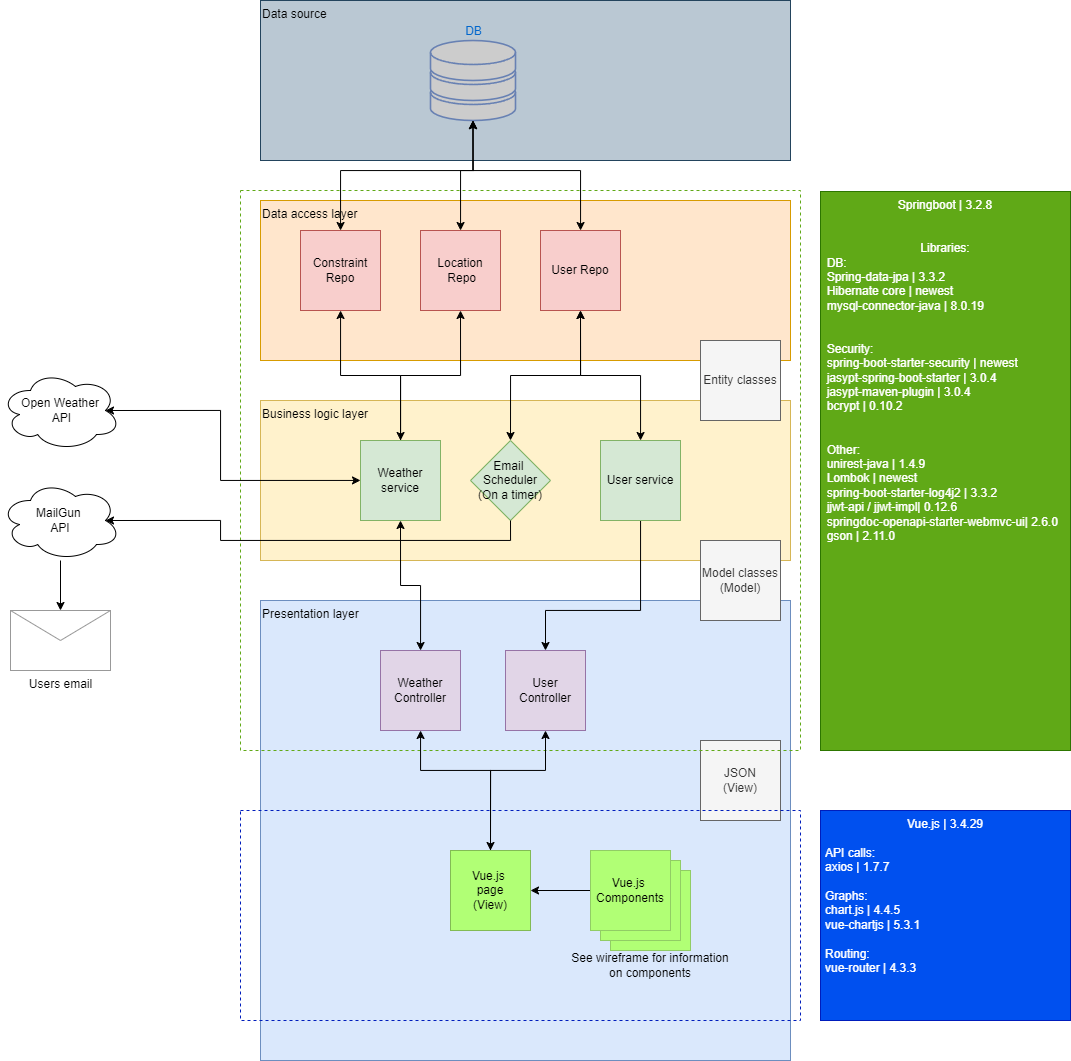 Data source
DB
Data access layer
Constraint
Repo
Location
Repo
User Repo
Entity classes
Business logic layer
Open Weather
API
Weather
service
Email
Scheduler
(On a timer)
User service
MailGun
API
Model classes
(Model)
Users email
Presentation layer
Weather
Controller
User
Controller
JSON
(View)
Vue.js
page
(View)
Vue.js
Components
See wireframe for information
on components
Springboot | 3.2.8
Libraries:
DB:
Spring-data-jpa | 3.3.2
Hibernate core | newest
mysql-connector-java | 8.0.19
Security:
spring-boot-starter-security | newest
jasypt-spring-boot-starter | 3.0.4
jasypt-maven-plugin | 3.0.4
bcrypt | 0.10.2
Other:
unirest-java | 1.4.9
Lombok | newest
spring-boot-starter-log4j2 | 3.3.2
jjwt-api / jjwt-impl| 0.12.6
springdoc-openapi-starter-webmvc-ui| 2.6.0
gson | 2.11.0
Vue.js | 3.4.29
API calls:
axios | 1.7.7
Graphs:
chart.js | 4.4.5
vue-chartjs | 5.3.1
Routing:
vue-router | 4.3.3